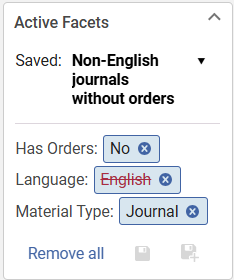 Active Facets
Saved: Non-English
journals
without orders
Has Orders: No
Language: English
Material Type: Journal
Remove all